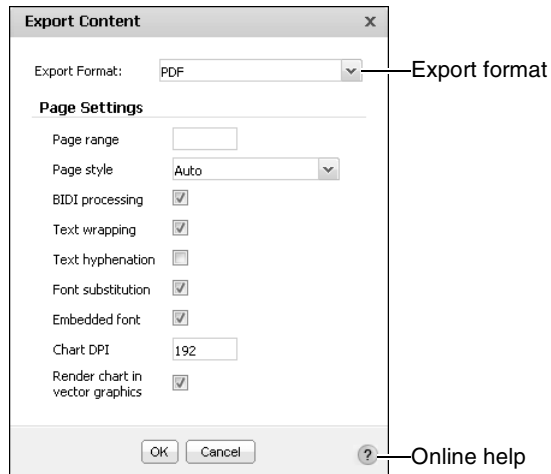 Export Content x
Export Format: PDF Export format
Page Settings
Page range
Page style Auto
BIDI processing
Text wrapping
Text hyphenation
Font substitution
Embedded font
Chart DPI 192
Render chart in
vector graphics
OK Cancel ? Online help